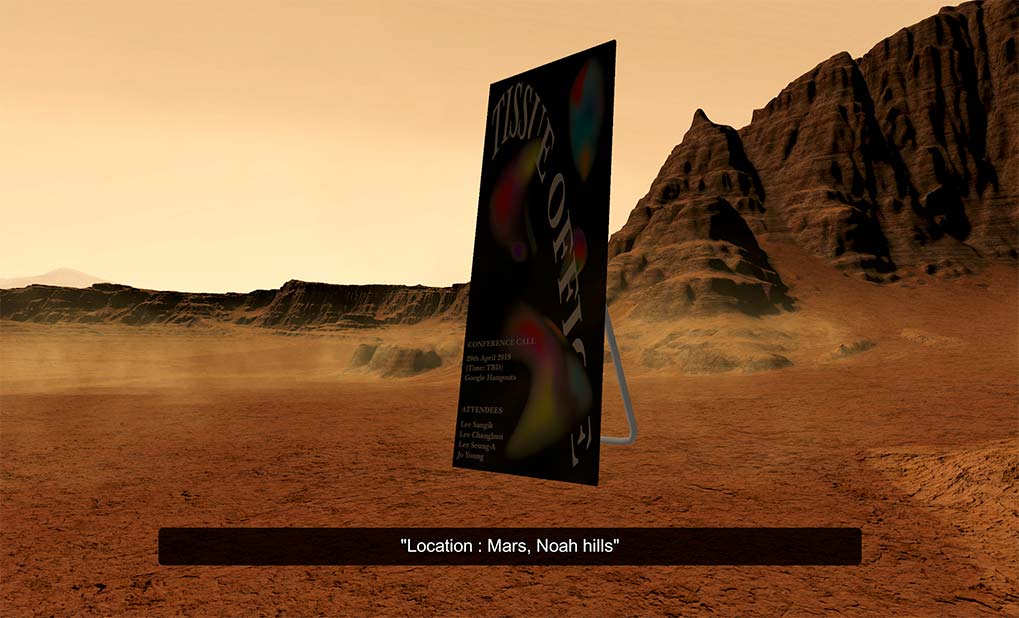 TISSUE OFFICE
CONFERENCE CALL
29th April 2019
(Time: TBD)
Google Hangouts
ATTENDEES
Lee Sangik
Lee Changhun
Lee Seung-A
Jo Young
"Location : Mars, Noah hills"